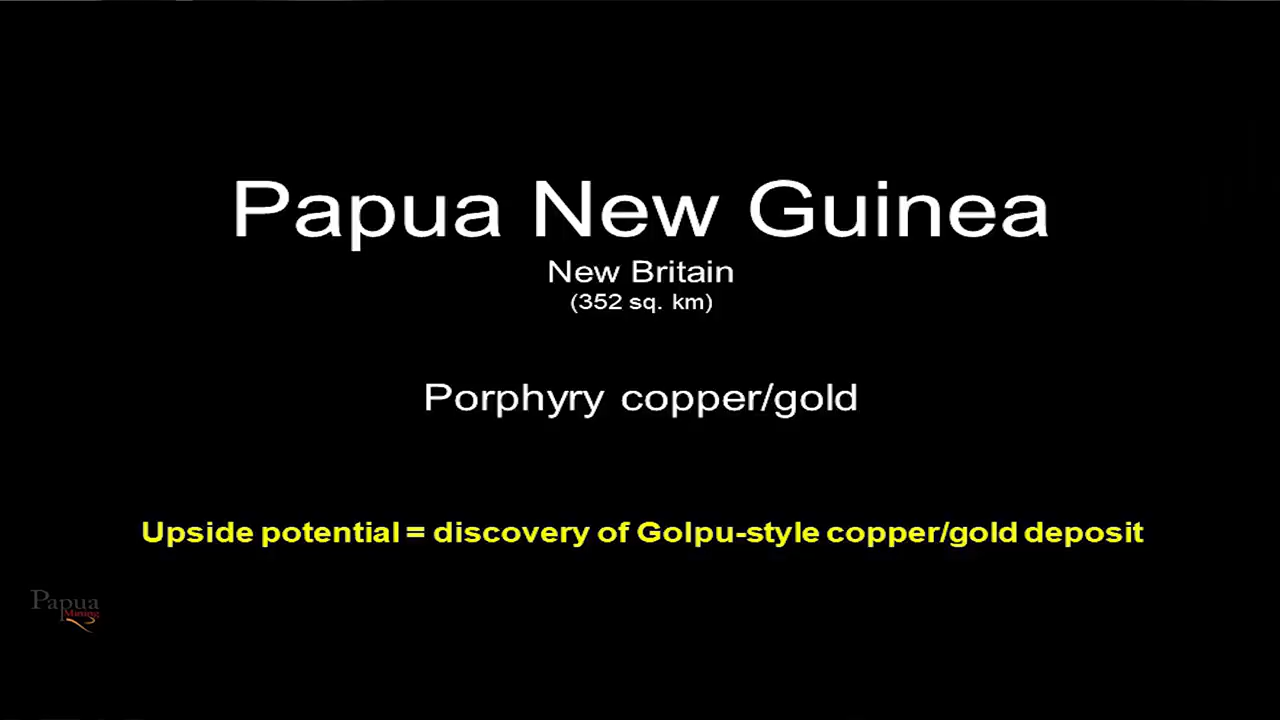 Papua New Guinea
New Britain
(352 sq. km)
Porphyry copper/gold
Upside potential = discovery of Golpu-style copper/gold deposit
Papua
Mining